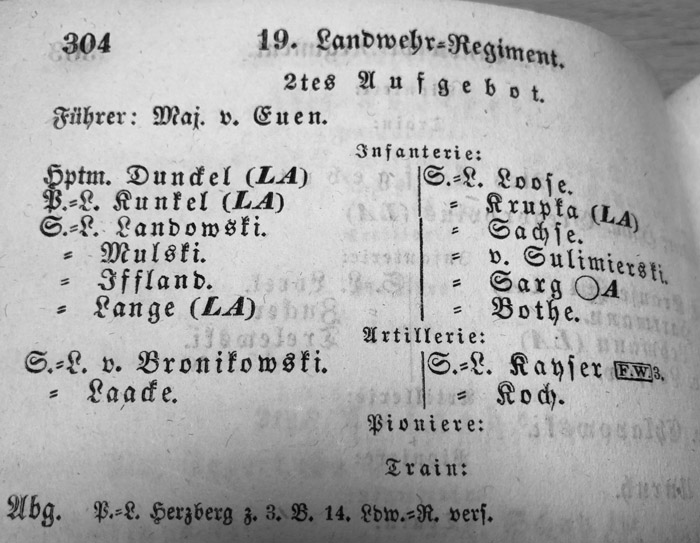 304
19. Landwehr-Regiment.
2tes Aufgebot.
Führer: Maj. v. Euen.
Infanterie:
Hptm. Dunckel (LA)
P.-L. Kunkel (LA)
S.-L. Landowski.
= Mulski.
= Iffland.
= Lange (LA)
S.-L. Loose.
= Krupka (LA)
= Sachse.
= v. Sulimierski.
= Sarg ◯A
= Bothe.
Artillerie:
S.-L. v. Bronikowski.
= Laacke.
S.-L. Kayser F.W 3.
= Koch.
Pioniere:
Train:
Abg. P.-L. Herzberg z. 3. B. 14. Ldw.-R. vers.